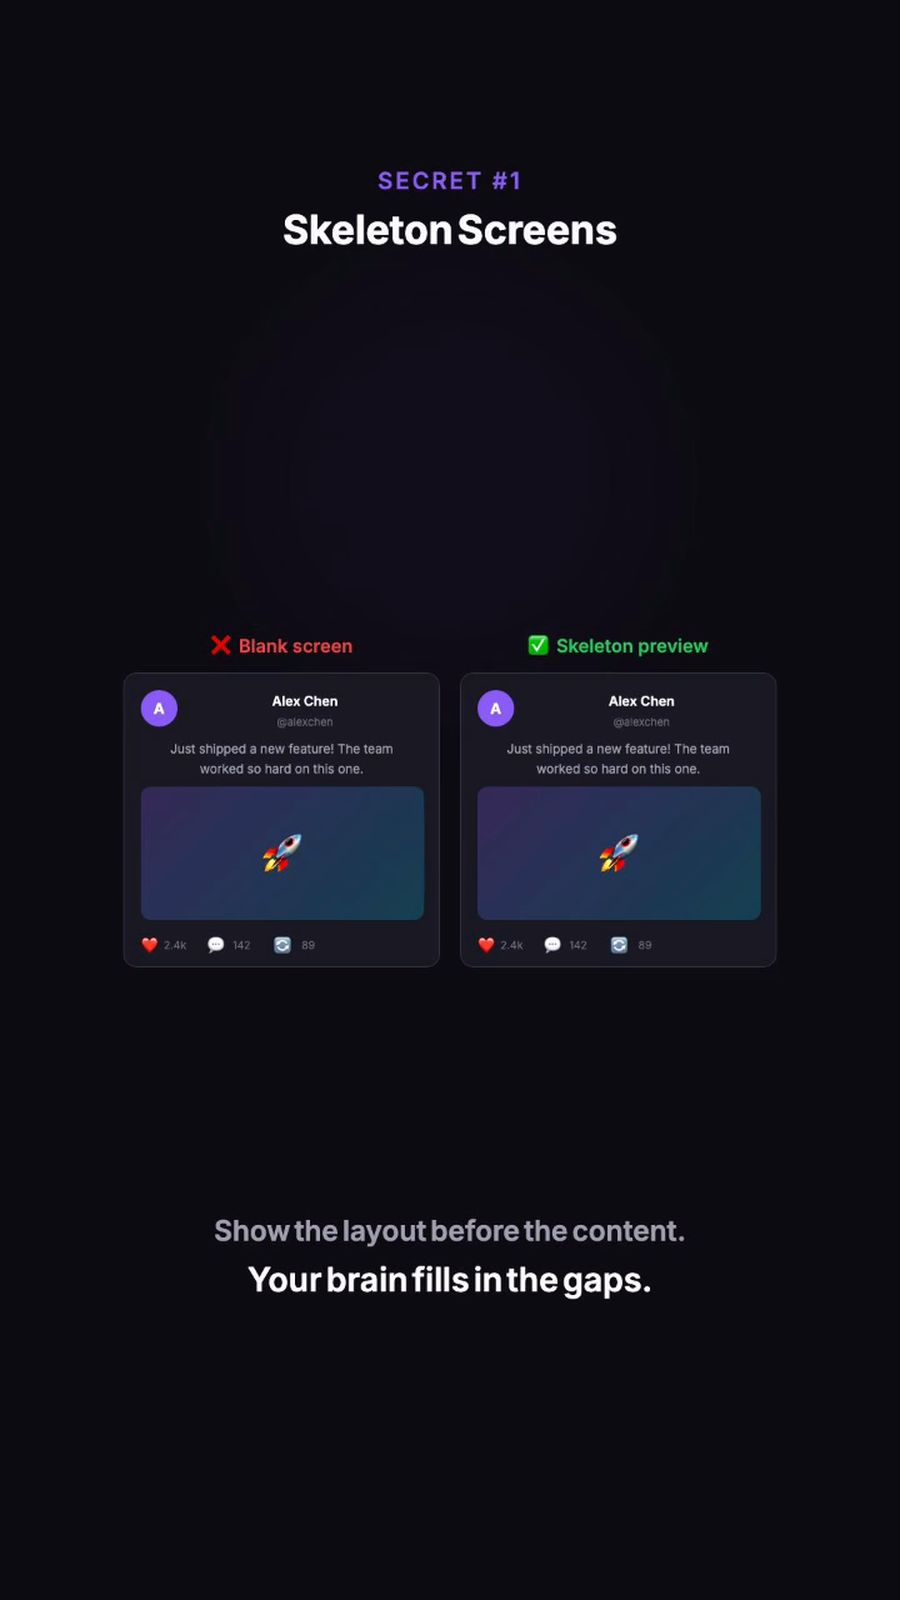 SECRET #1
Skeleton Screens
❌ Blank screen
✅ Skeleton preview
A
Alex Chen
@alexchen
Just shipped a new feature! The team
worked so hard on this one.
❤️ 2.4k 💬 142 🔄 89
A
Alex Chen
@alexchen
Just shipped a new feature! The team
worked so hard on this one.
❤️ 2.4k 💬 142 🔄 89
Show the layout before the content.
Your brain fills in the gaps.